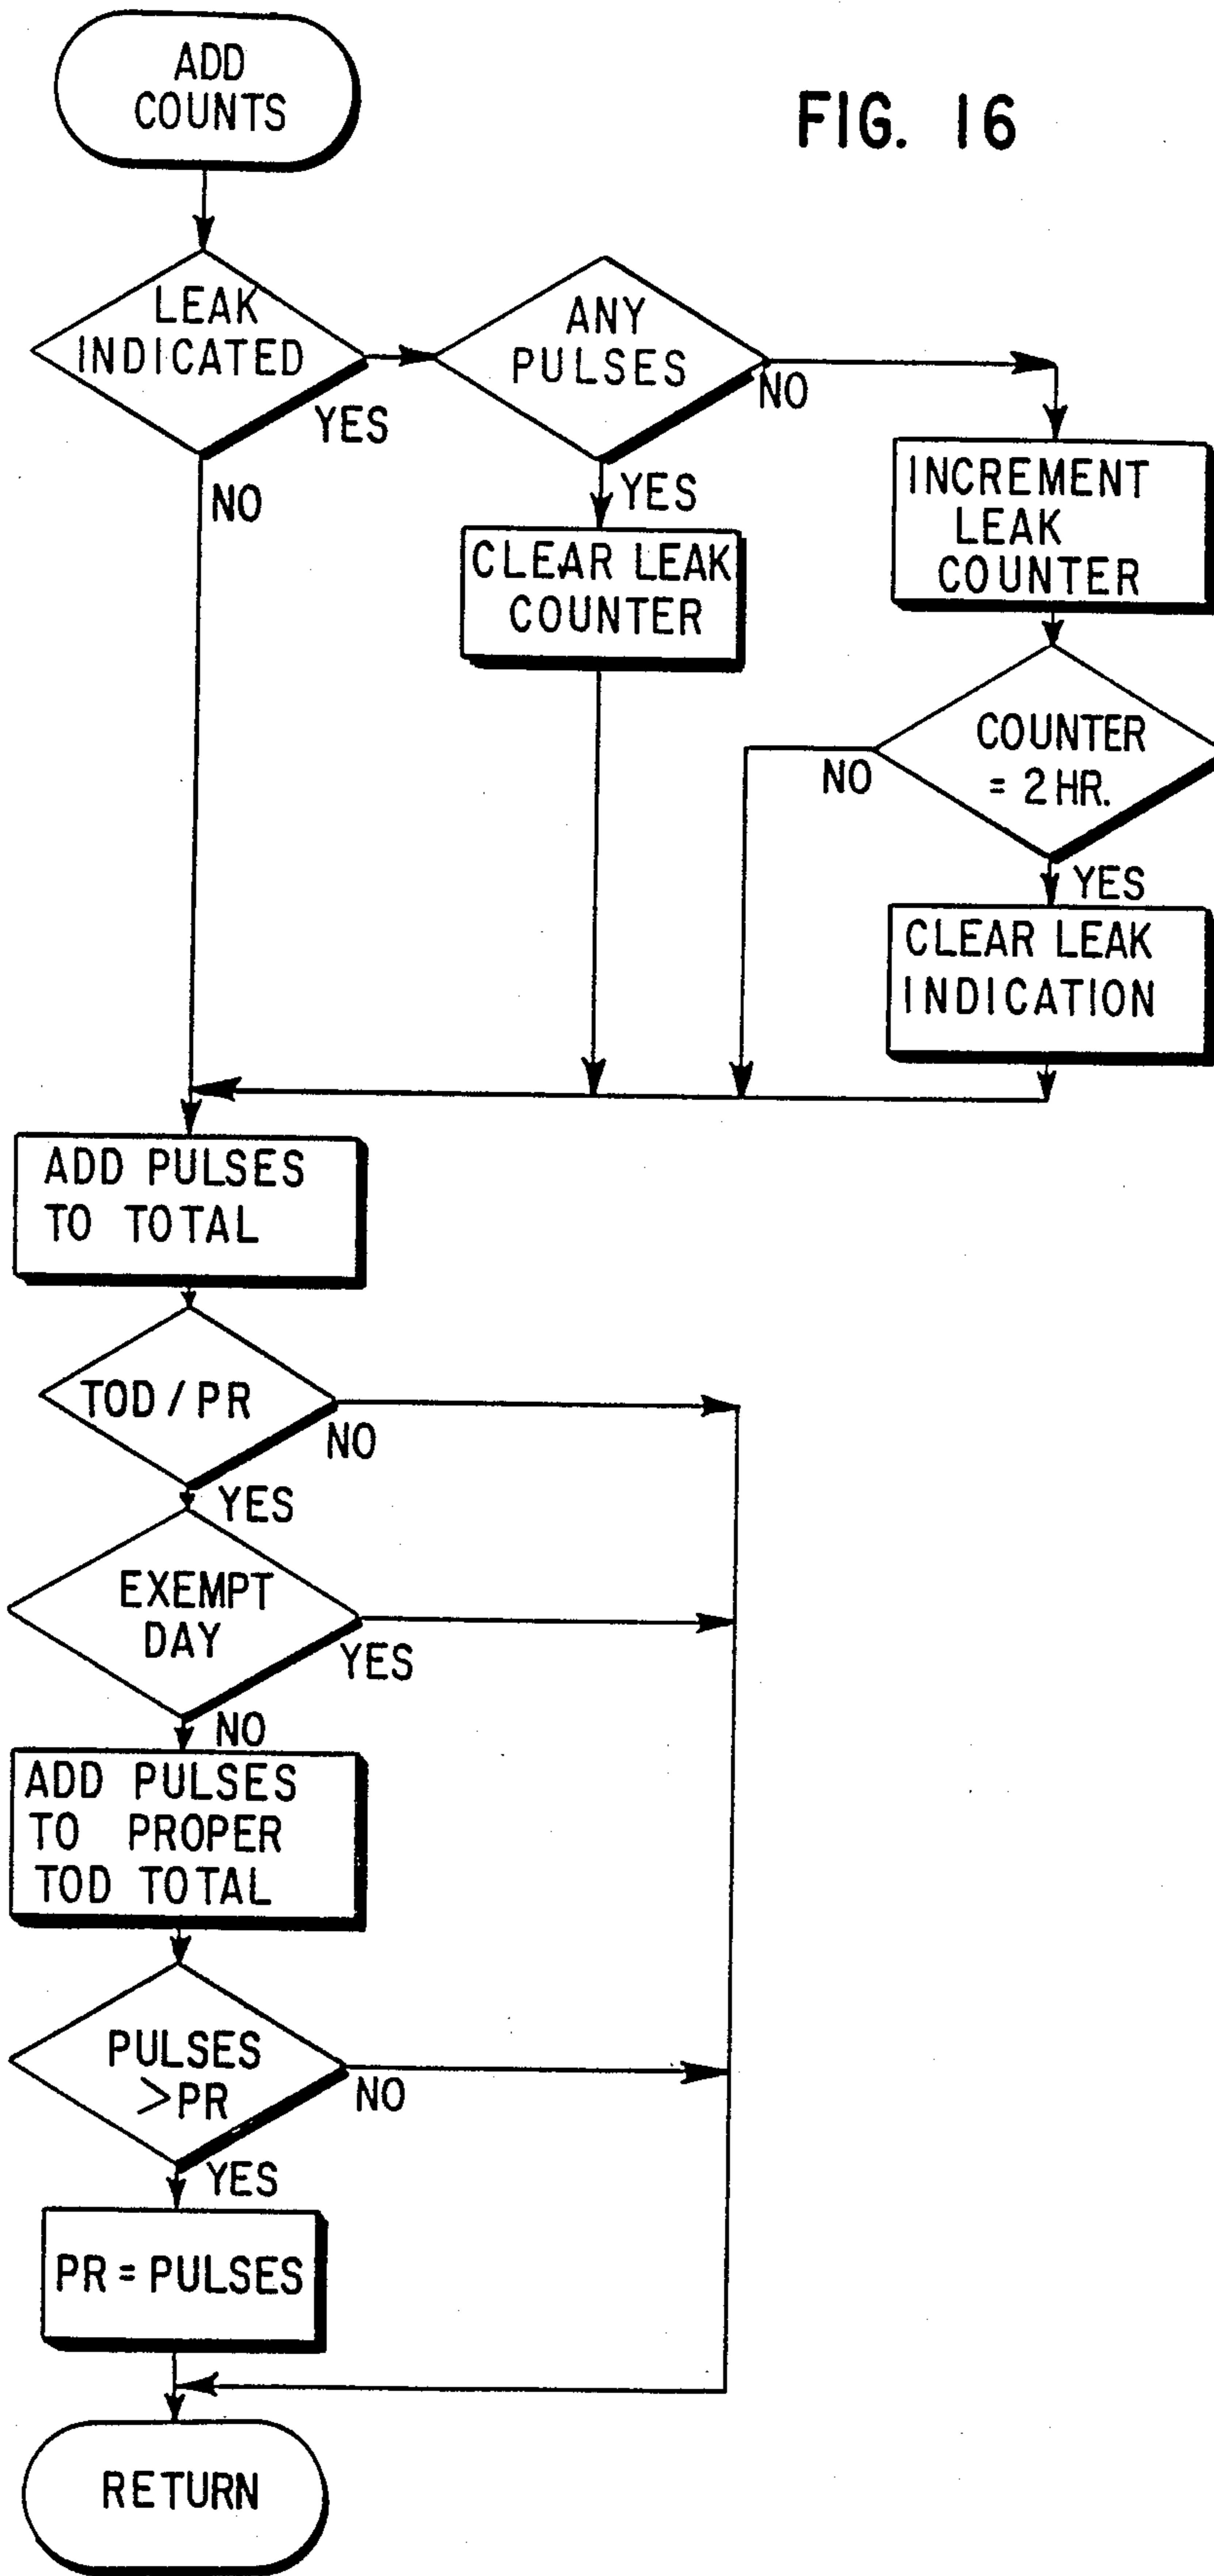 ADD
COUNTS
FIG. 16
LEAK
INDICATED
YES
NO
ANY
PULSES
NO
YES
CLEAR LEAK
COUNTER
INCREMENT
LEAK
COUNTER
COUNTER
= 2 HR.
NO
YES
CLEAR LEAK
INDICATION
ADD PULSES
TO TOTAL
TOD / PR
NO
YES
EXEMPT
DAY
YES
NO
ADD PULSES
TO PROPER
TOD TOTAL
PULSES
>PR
NO
YES
PR = PULSES
RETURN